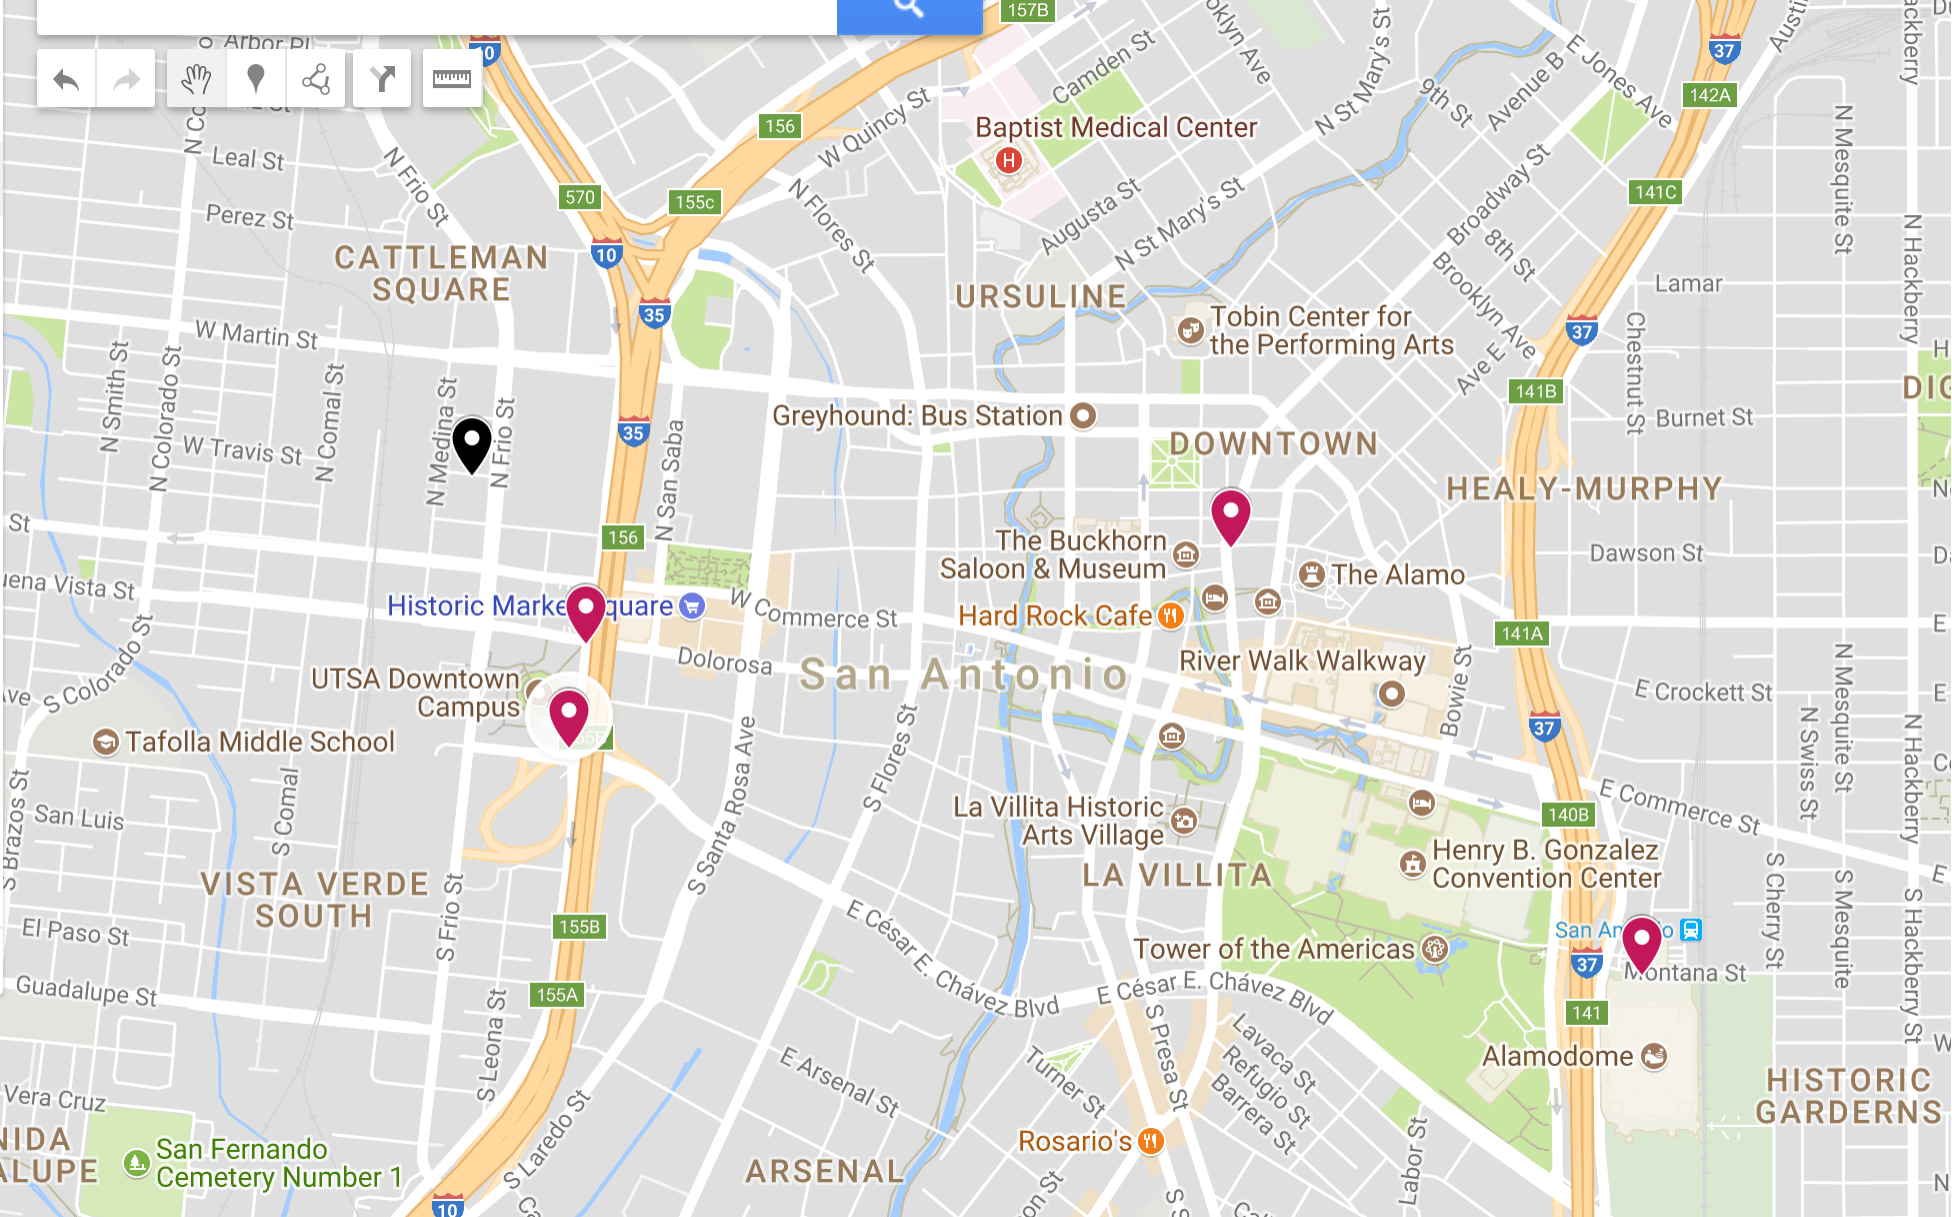 157B
Arbor Pl
Camden St
E Jones Ave
37
Austin
N Hackberry
10
N St Mary's St
Avenue B
9th St
142A
156
W Quincy St
Baptist Medical Center
H
N Mesquite St
Leal St
N Frio St
570
155c
N Flores St
Augusta St
N St Mary's St
Broadway St
141C
Perez St
8th St
N Hackberry
CATTLEMAN
SQUARE
10
Brooklyn Ave
Lamar
35
URSULINE
Tobin Center for
the Performing Arts
37
Chestnut St
W Martin St
N Smith St
N Colorado St
N Comal St
N Medina St
N Frio St
Ave E
141B
Burnet St
Greyhound: Bus Station
35
N San Saba
W Travis St
DOWNTOWN
HEALY-MURPHY
St
156
The Buckhorn
Saloon & Museum
Dawson St
The Alamo
Historic Marke
quare
W Commerce St
Hard Rock Cafe
141A
Dolorosa
San Antonio
River Walk Walkway
Bowie St
E Crockett St
N Mesquite St
S Colorado St
UTSA Downtown
Campus
37
N Swiss St
N Hackberry
Tafolla Middle School
S Brazos St
San Luis
S Comal
S Santa Rosa Ave
S Flores St
La Villita Historic
Arts Village
140B
E Commerce St
LA VILLITA
Henry B. Gonzalez
Convention Center
S Cherry St
S Mesquite
S Hackberry St
VISTA VERDE
SOUTH
El Paso St
S Frio St
155B
E César E. Chávez Blvd
Tower of the Americas
San An
o
37
Montana St
Guadalupe St
155A
E César E. Chávez Blvd
141
S Leona St
S Presa St
Lavaca St
Refugio St
Barrera St
Turner St
E Arsenal St
Alamodome
HISTORIC
GARDERNS
Vera Cruz
S Laredo St
Labor St
Rosario's
San Fernando
Cemetery Number 1
ARSENAL
10